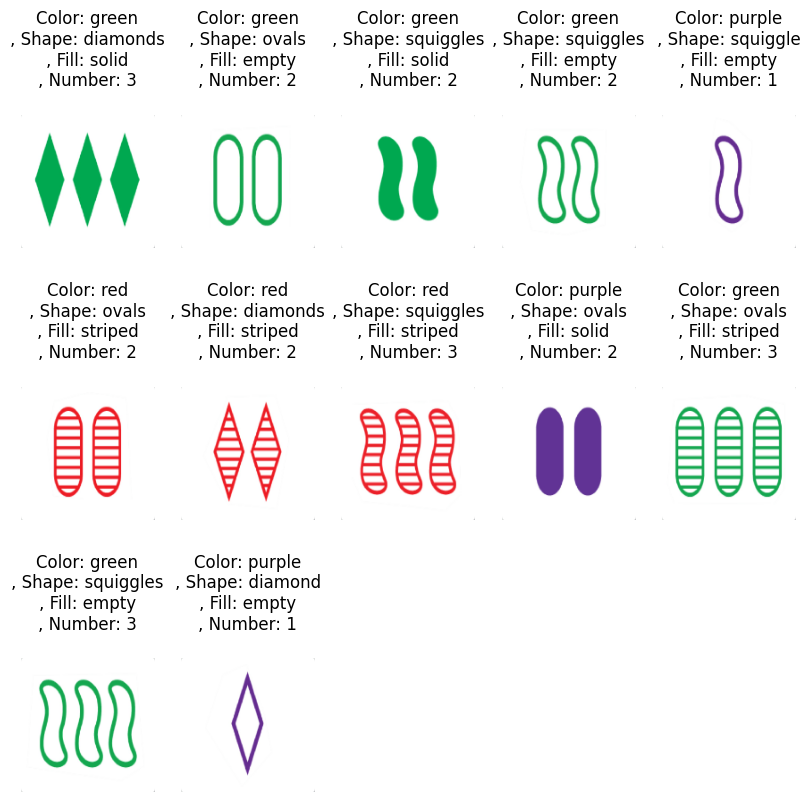 Color: green
, Shape: diamonds
, Fill: solid
, Number: 3
Color: green
, Shape: ovals
, Fill: empty
, Number: 2
Color: green
, Shape: squiggles
, Fill: solid
, Number: 2
Color: green
, Shape: squiggles
, Fill: empty
, Number: 2
Color: purple
, Shape: squiggle
, Fill: empty
, Number: 1
Color: red
, Shape: ovals
, Fill: striped
, Number: 2
Color: red
, Shape: diamonds
, Fill: striped
, Number: 2
Color: red
, Shape: squiggles
, Fill: striped
, Number: 3
Color: purple
, Shape: ovals
, Fill: solid
, Number: 2
Color: green
, Shape: ovals
, Fill: striped
, Number: 3
Color: green
, Shape: squiggles
, Fill: empty
, Number: 3
Color: purple
, Shape: diamond
, Fill: empty
, Number: 1